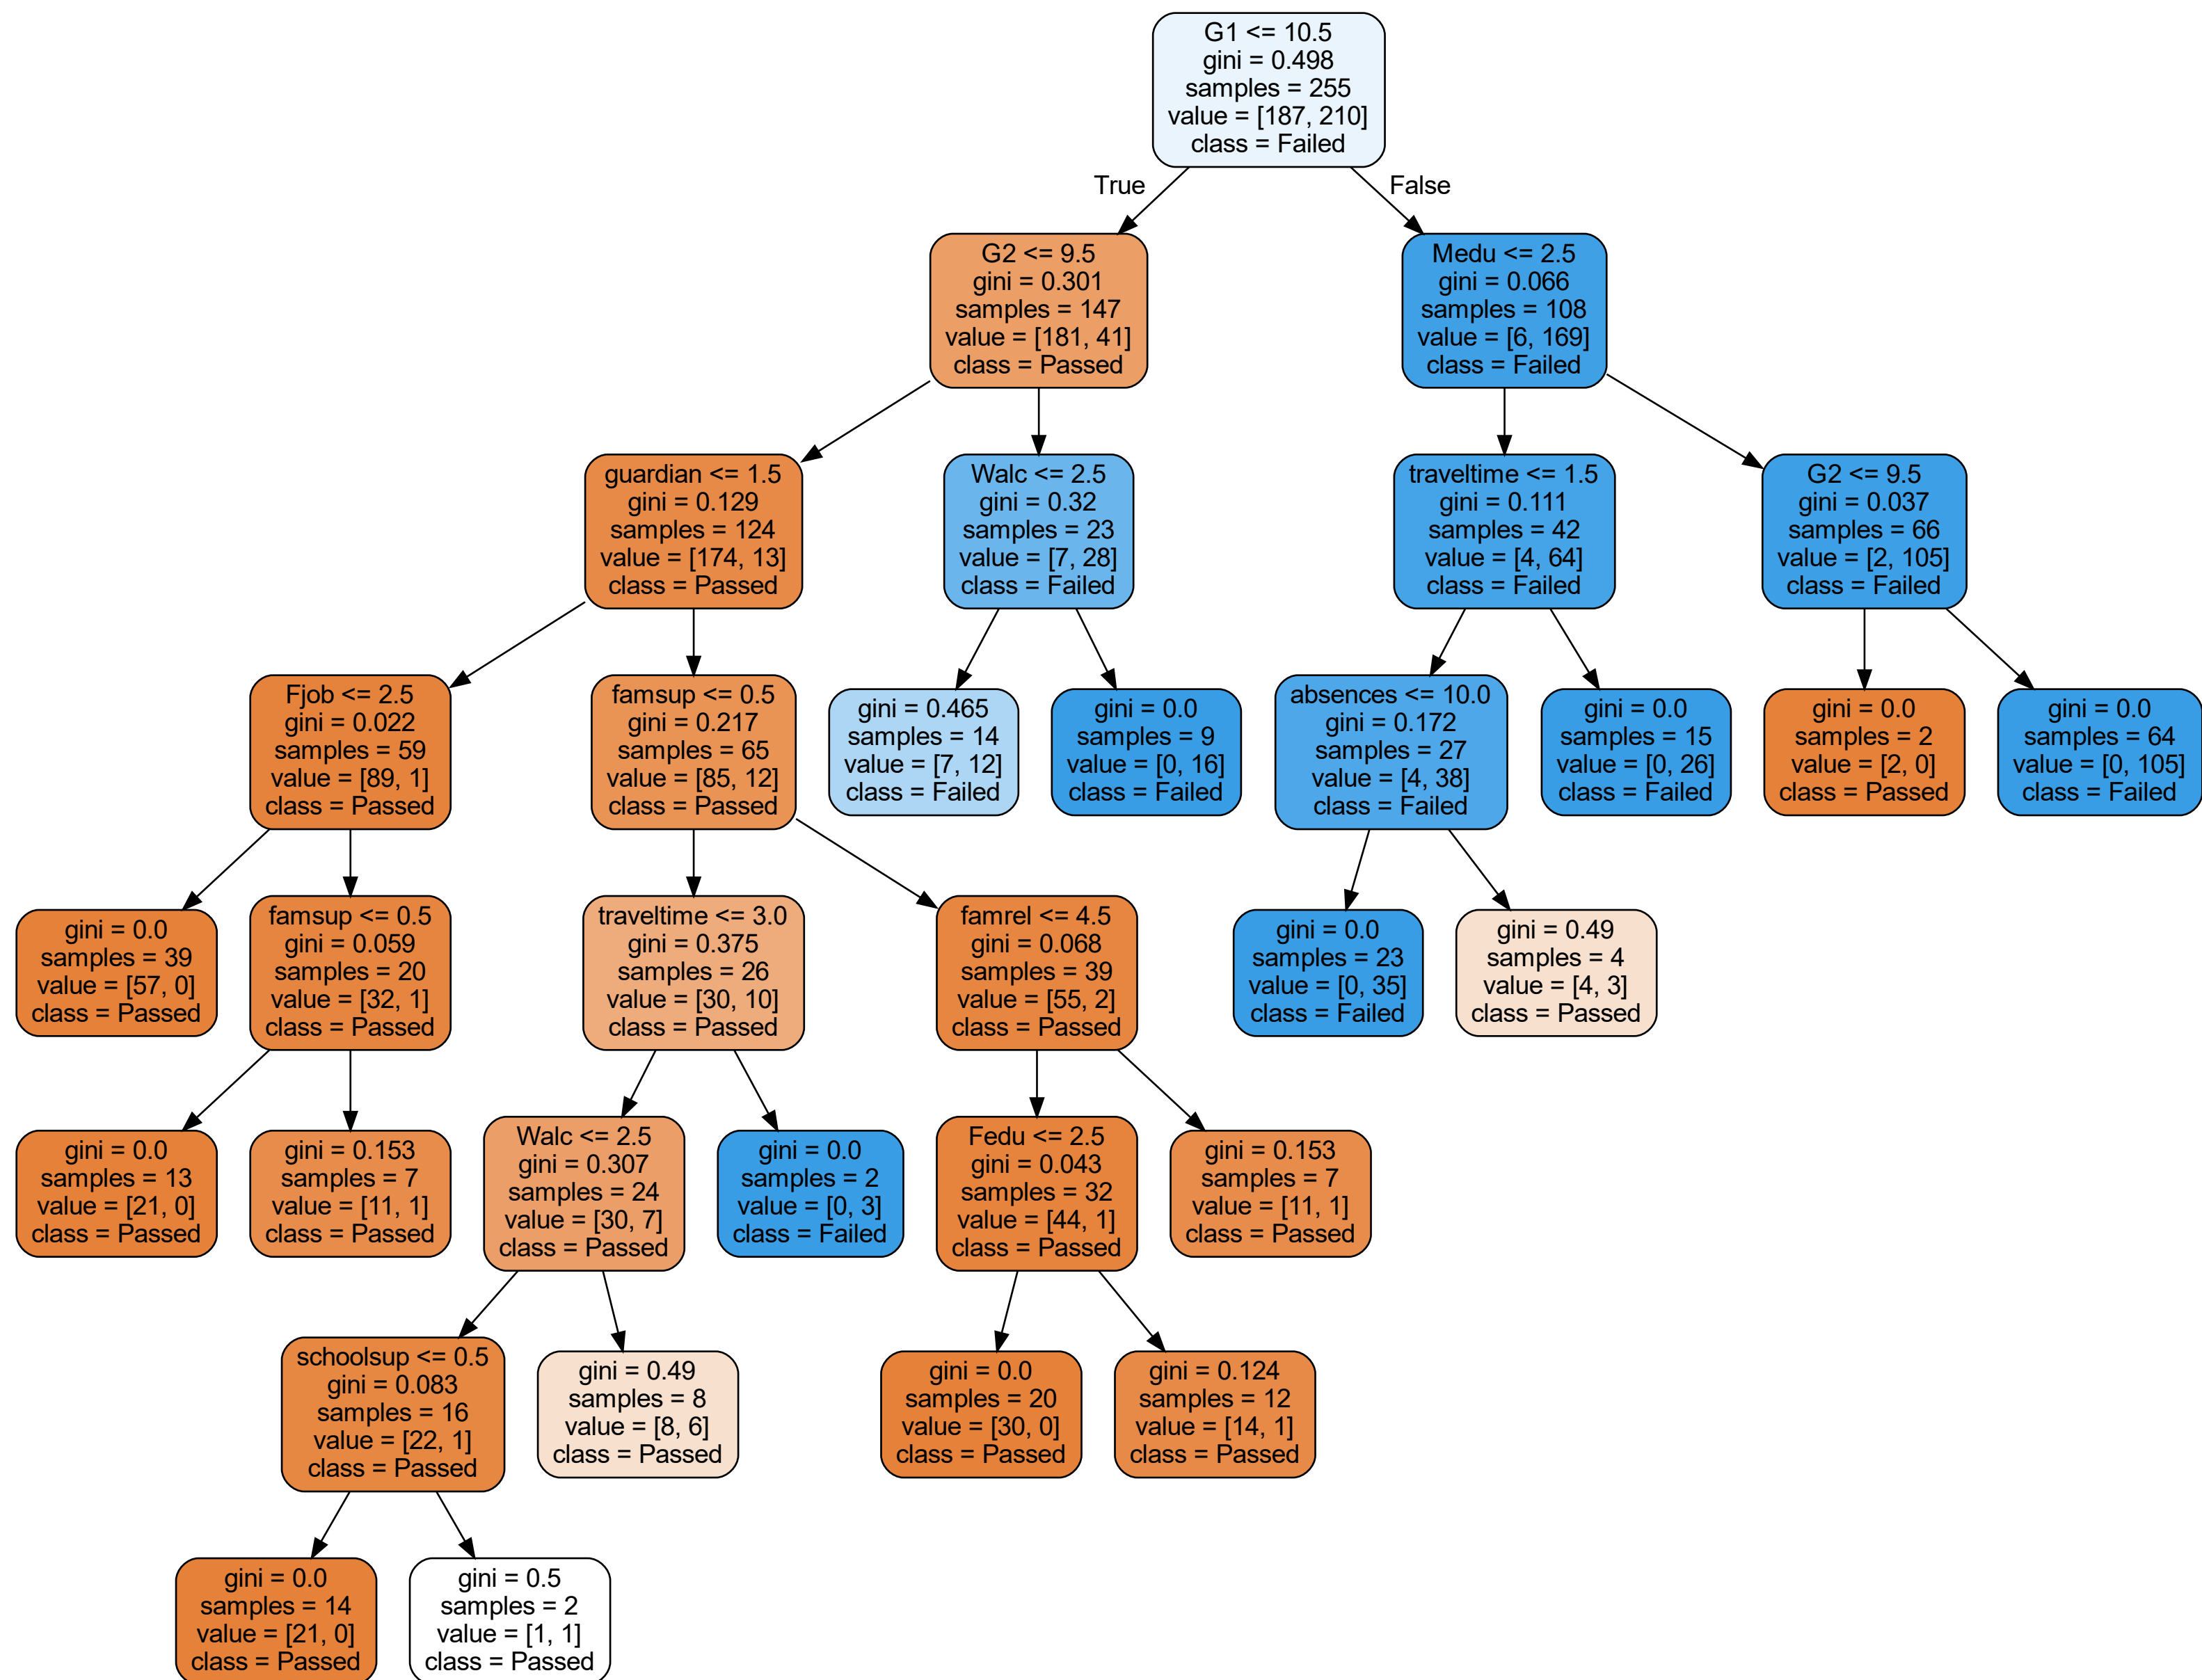 G1 <= 10.5
gini = 0.498
samples = 255
value = [187, 210]
class = Failed
True
False
G2 <= 9.5
gini = 0.301
samples = 147
value = [181, 41]
class = Passed
Medu <= 2.5
gini = 0.066
samples = 108
value = [6, 169]
class = Failed
guardian <= 1.5
gini = 0.129
samples = 124
value = [174, 13]
class = Passed
Walc <= 2.5
gini = 0.32
samples = 23
value = [7, 28]
class = Failed
traveltime <= 1.5
gini = 0.111
samples = 42
value = [4, 64]
class = Failed
G2 <= 9.5
gini = 0.037
samples = 66
value = [2, 105]
class = Failed
Fjob <= 2.5
gini = 0.022
samples = 59
value = [89, 1]
class = Passed
famsup <= 0.5
gini = 0.217
samples = 65
value = [85, 12]
class = Passed
gini = 0.465
samples = 14
value = [7, 12]
class = Failed
gini = 0.0
samples = 9
value = [0, 16]
class = Failed
absences <= 10.0
gini = 0.172
samples = 27
value = [4, 38]
class = Failed
gini = 0.0
samples = 15
value = [0, 26]
class = Failed
gini = 0.0
samples = 2
value = [2, 0]
class = Passed
gini = 0.0
samples = 64
value = [0, 105]
class = Failed
gini = 0.0
samples = 39
value = [57, 0]
class = Passed
famsup <= 0.5
gini = 0.059
samples = 20
value = [32, 1]
class = Passed
traveltime <= 3.0
gini = 0.375
samples = 26
value = [30, 10]
class = Passed
famrel <= 4.5
gini = 0.068
samples = 39
value = [55, 2]
class = Passed
gini = 0.0
samples = 23
value = [0, 35]
class = Failed
gini = 0.49
samples = 4
value = [4, 3]
class = Passed
gini = 0.0
samples = 13
value = [21, 0]
class = Passed
gini = 0.153
samples = 7
value = [11, 1]
class = Passed
Walc <= 2.5
gini = 0.307
samples = 24
value = [30, 7]
class = Passed
gini = 0.0
samples = 2
value = [0, 3]
class = Failed
Fedu <= 2.5
gini = 0.043
samples = 32
value = [44, 1]
class = Passed
gini = 0.153
samples = 7
value = [11, 1]
class = Passed
schoolsup <= 0.5
gini = 0.083
samples = 16
value = [22, 1]
class = Passed
gini = 0.49
samples = 8
value = [8, 6]
class = Passed
gini = 0.0
samples = 20
value = [30, 0]
class = Passed
gini = 0.124
samples = 12
value = [14, 1]
class = Passed
gini = 0.0
samples = 14
value = [21, 0]
class = Passed
gini = 0.5
samples = 2
value = [1, 1]
class = Passed